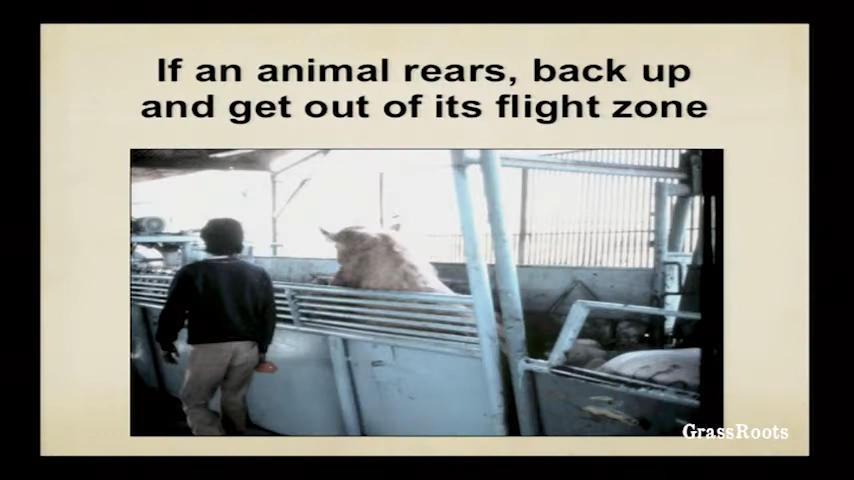 If an animal rears, back up
and get out of its flight zone
GrassRoots